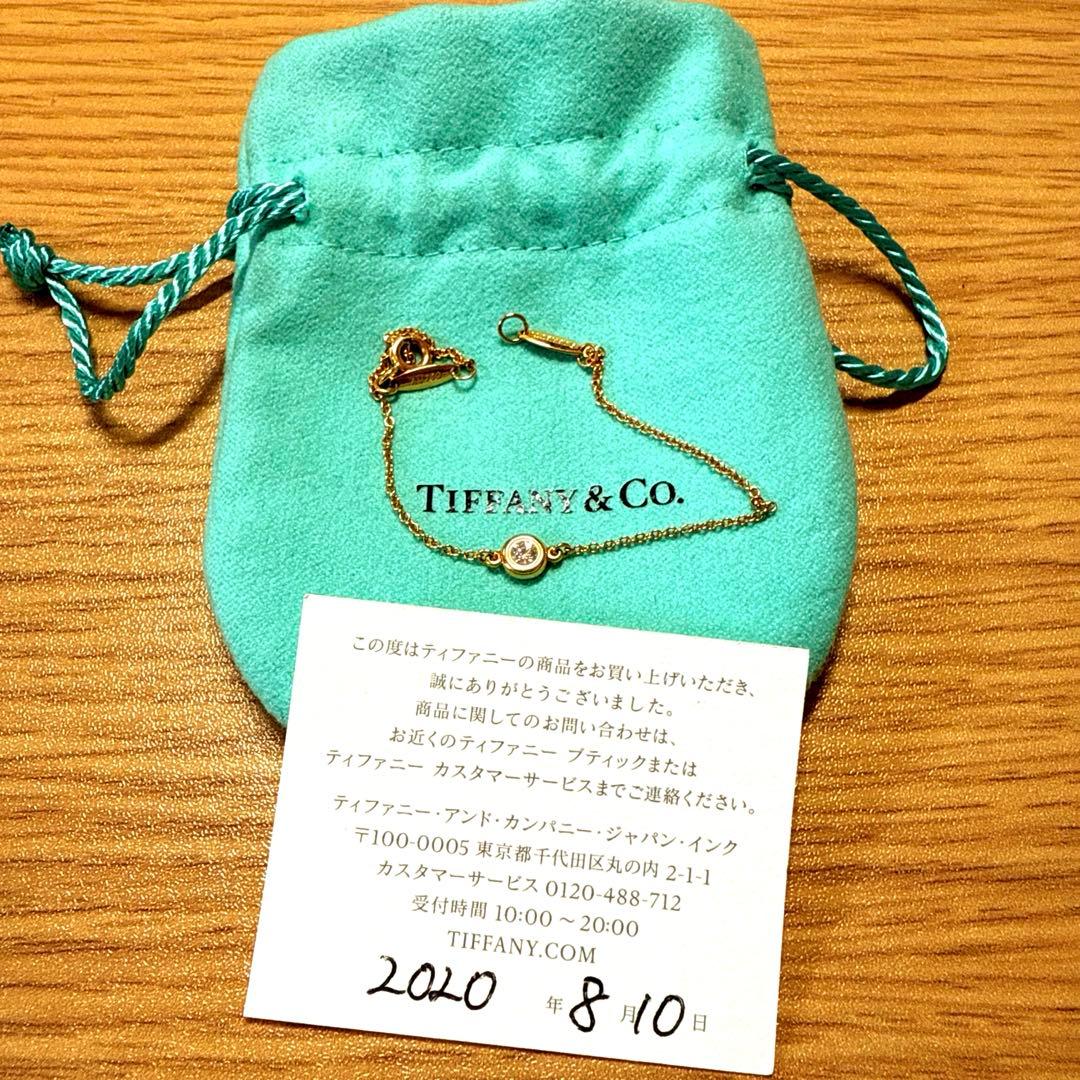 TIFFANY & CO.
この度はティファニーの商品をお買い上げいただき、
誠にありがとうございました。
商品に関してのお問い合わせは、
お近くのティファニー ブティックまたは
ティファニー カスタマーサービスまでご連絡ください。
ティファニー・アンド・カンパニー・ジャパン・インク
〒100-0005 東京都千代田区丸の内 2-1-1
カスタマーサービス 0120-488-712
受付時間 10:00 ～ 20:00
TIFFANY.COM
2020 年 8 月 10 日